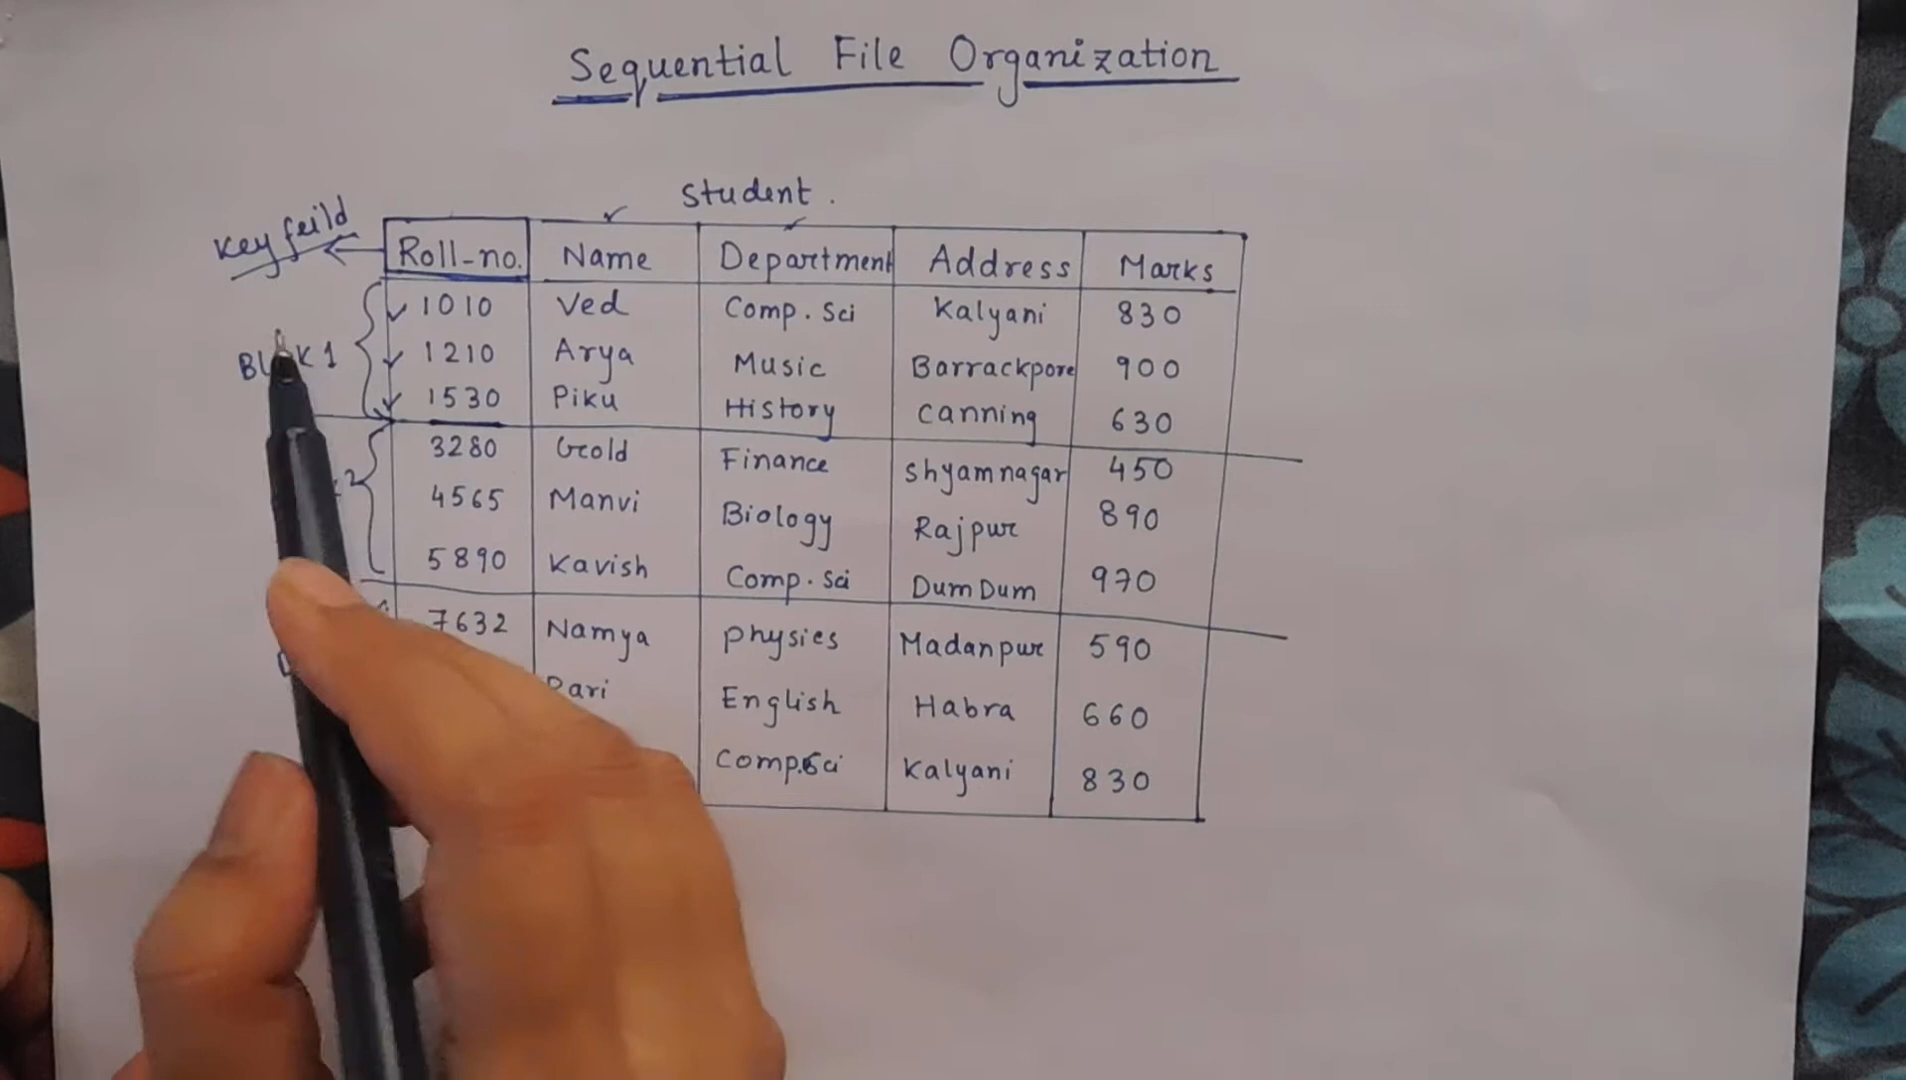 Sequential File Organization
Student.
Key feild
Roll-no. Name Department Address Marks
1010 Ved Comp. Sci Kalyani 830
1210 Arya Music Barrackpore 900
1530 Piku History Canning 630
3280 Geold Finance Shyamnagar 450
4565 Manvi Biology Rajpur 890
5890 Kavish Comp. Sci Dum Dum 970
7632 Namya Physics Madanpur 590
Pari English Habra 660
Comp. Sci Kalyani 830